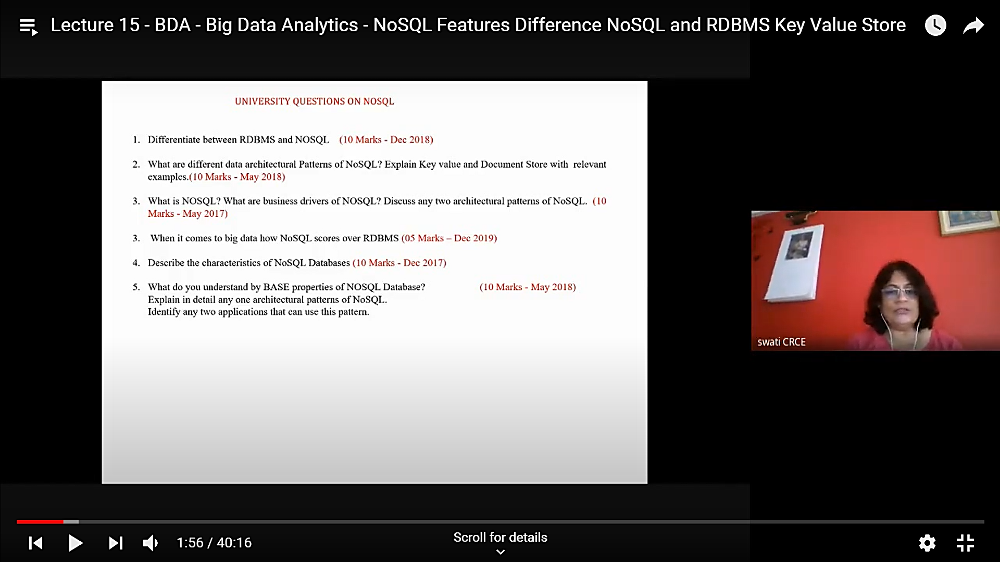 Lecture 15 - BDA - Big Data Analytics - NoSQL Features Difference NoSQL and RDBMS Key Value Store
UNIVERSITY QUESTIONS ON NOSQL
1. Differentiate between RDBMS and NOSQL (10 Marks - Dec 2018)
2. What are different data architectural Patterns of NoSQL? Explain Key value and Document Store with relevant
examples.(10 Marks - May 2018)
3. What is NOSQL? What are business drivers of NOSQL? Discuss any two architectural patterns of NoSQL. (10
Marks - May 2017)
3. When it comes to big data how NoSQL scores over RDBMS (05 Marks – Dec 2019)
4. Describe the characteristics of NoSQL Databases (10 Marks - Dec 2017)
5. What do you understand by BASE properties of NOSQL Database? (10 Marks - May 2018)
Explain in detail any one architectural patterns of NoSQL.
Identify any two applications that can use this pattern.
swati CRCE
1:56 / 40:16
Scroll for details